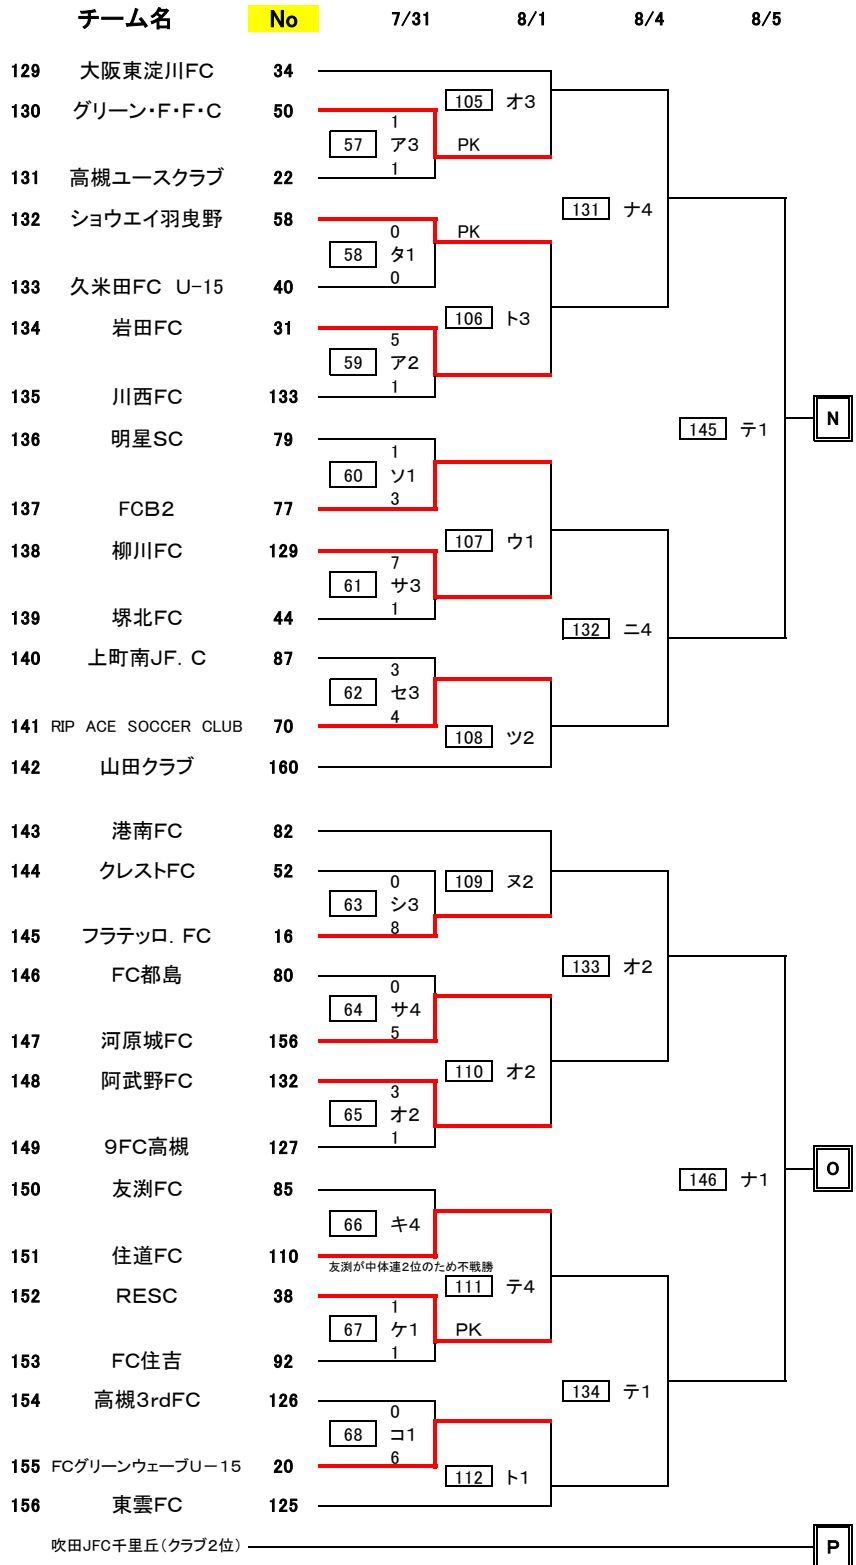 チーム名 No 7/31 8/1 8/4 8/5
129 大阪東淀川FC 34
105 オ3
130 グリーン・F・F・C 50
1
57 ア3 PK
1
131 高槻ユースクラブ 22
131 ナ4
132 ショウエイ羽曳野 58
0 PK
58 タ1
0
133 久米田FC U-15 40
106 ト3
134 岩田FC 31
5
59 ア2
1
135 川西FC 133
N
145 テ1
136 明星SC 79
1
60 ソ1
3
137 FCB2 77
107 ウ1
138 柳川FC 129
7
61 サ3
1
139 堺北FC 44
132 ニ4
140 上町南JF.C 87
3
62 セ3
4
141 RIP ACE SOCCER CLUB 70
108 ツ2
142 山田クラブ 160
143 港南FC 82
144 クレストFC 52
0 109 ヌ2
63 シ3
8
145 フラテッロ.FC 16
133 オ2
146 FC都島 80
0
64 サ4
5
147 河原城FC 156
110 オ2
148 阿武野FC 132
3
65 オ2
1
149 9FC高槻 127
O
146 ナ1
150 友渕FC 85
66 キ4
151 住道FC 110
友渕が中体連2位のため不戦勝
111 テ4
152 RESC 38
1
67 ケ1 PK
1
153 FC住吉 92
134 テ1
154 高槻3rdFC 126
0
68 コ1
6
155 FCグリーンウェーブU－15 20
112 ト1
156 東雲FC 125
吹田JFC千里丘(クラブ2位) P